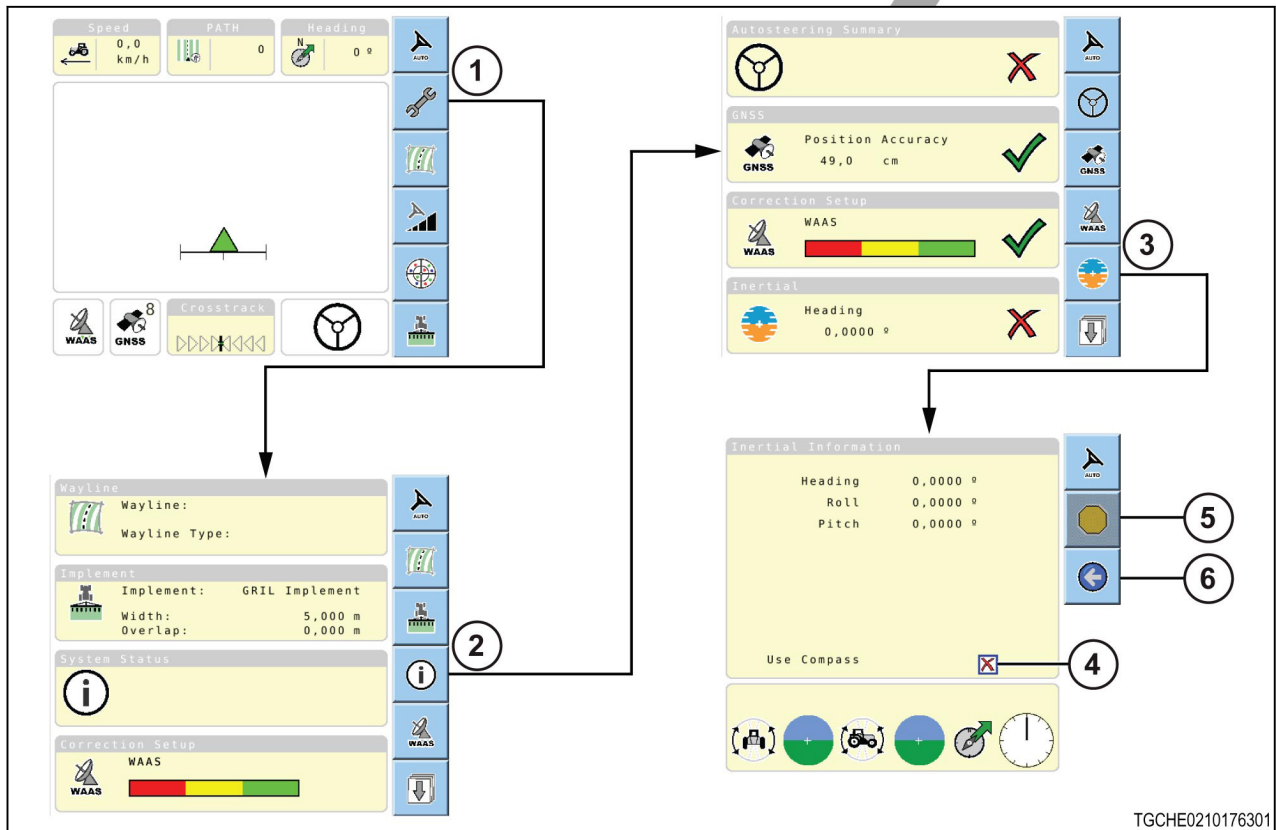 Speed
0,0
km/h
PATH
0
Heading
N
0 º
AUTO
1
WAAS
8
GNSS
Crosstrack
Wayline
Wayline:
Wayline Type:
Implement
Implement: GRIL Implement
Width: 5,000 m
Overlap: 0,000 m
System Status
i
Correction Setup
WAAS
WAAS
AUTO
2
i
WAAS
Autosteering Summary
GNSS
Position Accuracy
49,0 cm
GNSS
Correction Setup
WAAS
WAAS
Inertial
Heading
0,0000 º
AUTO
GNSS
WAAS
3
Inertial Information
Heading 0,0000 º
Roll 0,0000 º
Pitch 0,0000 º
Use Compass
4
AUTO
5
6
TGCHE0210176301